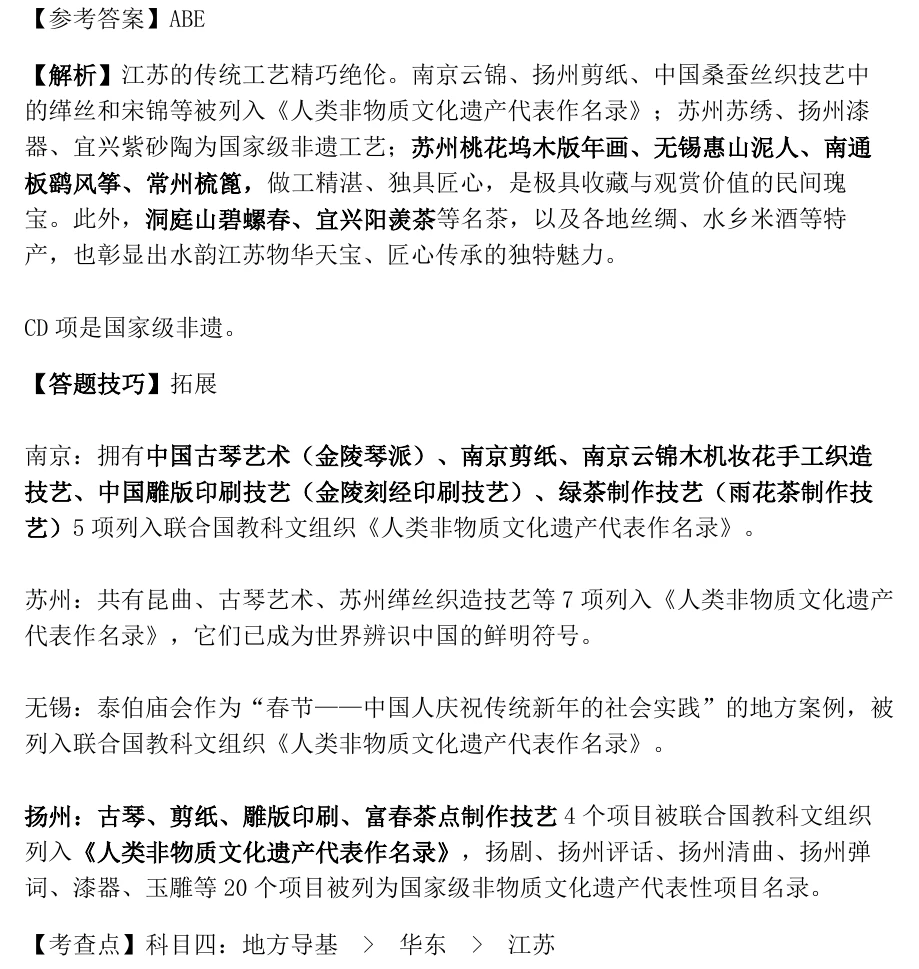 【参考答案】ABE
【解析】江苏的传统工艺精巧绝伦。南京云锦、扬州剪纸、中国桑蚕丝织技艺中
的缂丝和宋锦等被列入《人类非物质文化遗产代表作名录》；苏州苏绣、扬州漆
器、宜兴紫砂陶为国家级非遗工艺；苏州桃花坞木版年画、无锡惠山泥人、南通
板鹞风筝、常州梳篦，做工精湛、独具匠心，是极具收藏与观赏价值的民间瑰
宝。此外，洞庭山碧螺春、宜兴阳羡茶等名茶，以及各地丝绸、水乡米酒等特
产，也彰显出水韵江苏物华天宝、匠心传承的独特魅力。
CD 项是国家级非遗。
【答题技巧】拓展
南京：拥有中国古琴艺术（金陵琴派）、南京剪纸、南京云锦木机妆花手工织造
技艺、中国雕版印刷技艺（金陵刻经印刷技艺）、绿茶制作技艺（雨花茶制作技
艺）5 项列入联合国教科文组织《人类非物质文化遗产代表作名录》。
苏州：共有昆曲、古琴艺术、苏州缂丝织造技艺等 7 项列入《人类非物质文化遗产
代表作名录》，它们已成为世界辨识中国的鲜明符号。
无锡：泰伯庙会作为“春节——中国人庆祝传统新年的社会实践”的地方案例，被
列入联合国教科文组织《人类非物质文化遗产代表作名录》。
扬州：古琴、剪纸、雕版印刷、富春茶点制作技艺 4 个项目被联合国教科文组织
列入《人类非物质文化遗产代表作名录》，扬剧、扬州评话、扬州清曲、扬州弹
词、漆器、玉雕等 20 个项目被列为国家级非物质文化遗产代表性项目名录。
【考查点】科目四：地方导基 > 华东 > 江苏